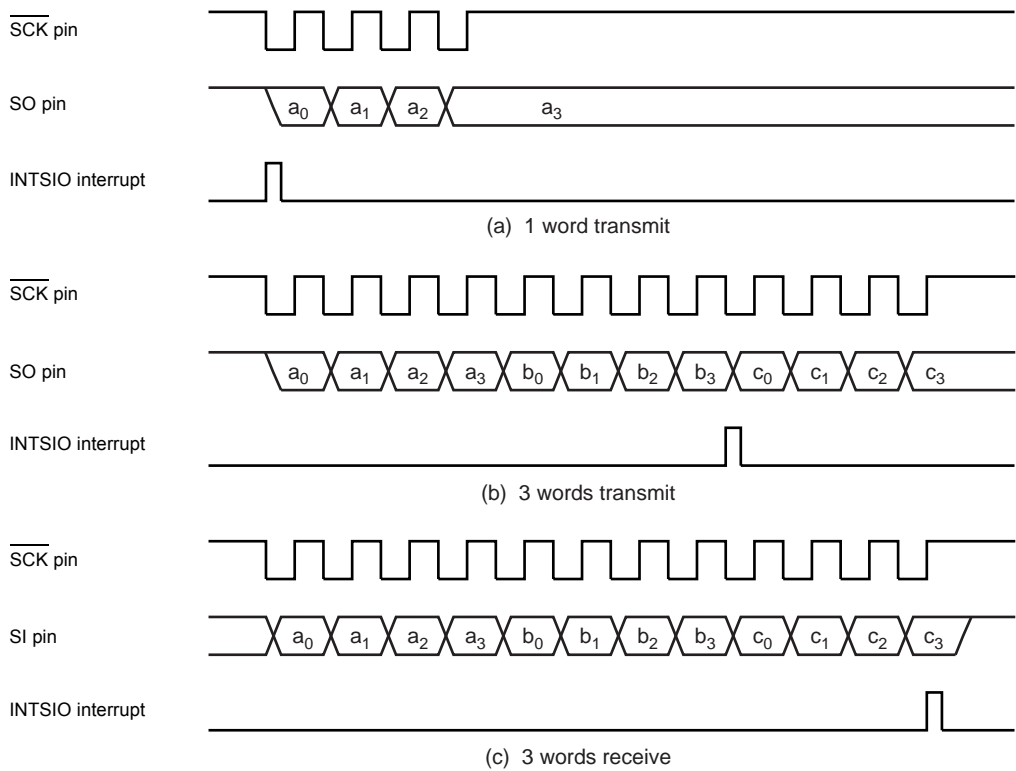 SCK pin
SO pin
a₀ a₁ a₂ a₃
INTSIO interrupt
(a) 1 word transmit
SCK pin
SO pin
a₀ a₁ a₂ a₃ b₀ b₁ b₂ b₃ c₀ c₁ c₂ c₃
INTSIO interrupt
(b) 3 words transmit
SCK pin
SI pin
a₀ a₁ a₂ a₃ b₀ b₁ b₂ b₃ c₀ c₁ c₂ c₃
INTSIO interrupt
(c) 3 words receive